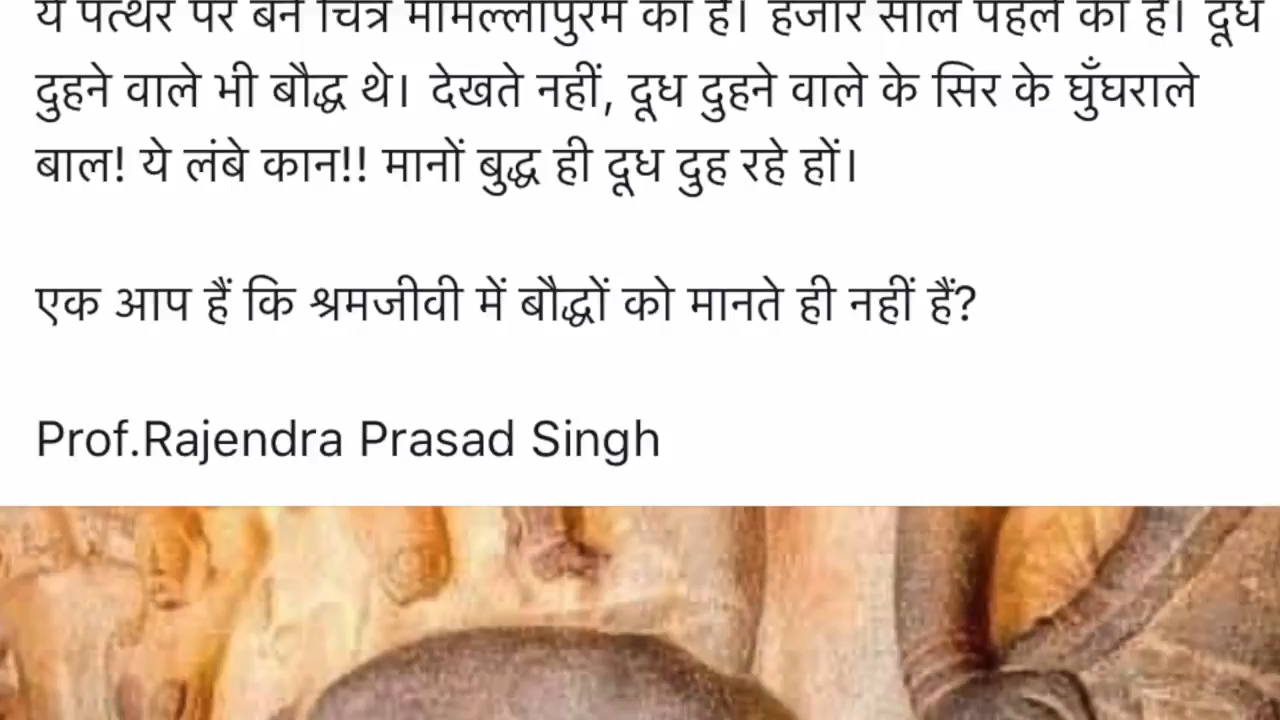 ये पत्थर पर बने चित्र मामल्लापुरम का है। हजार साल पहले का है। दूध
दुहने वाले भी बौद्ध थे। देखते नहीं, दूध दुहने वाले के सिर के घुँघराले
बाल! ये लंबे कान!! मानों बुद्ध ही दूध दुह रहे हों।
एक आप हैं कि श्रमजीवी में बौद्धों को मानते ही नहीं हैं?
Prof.Rajendra Prasad Singh